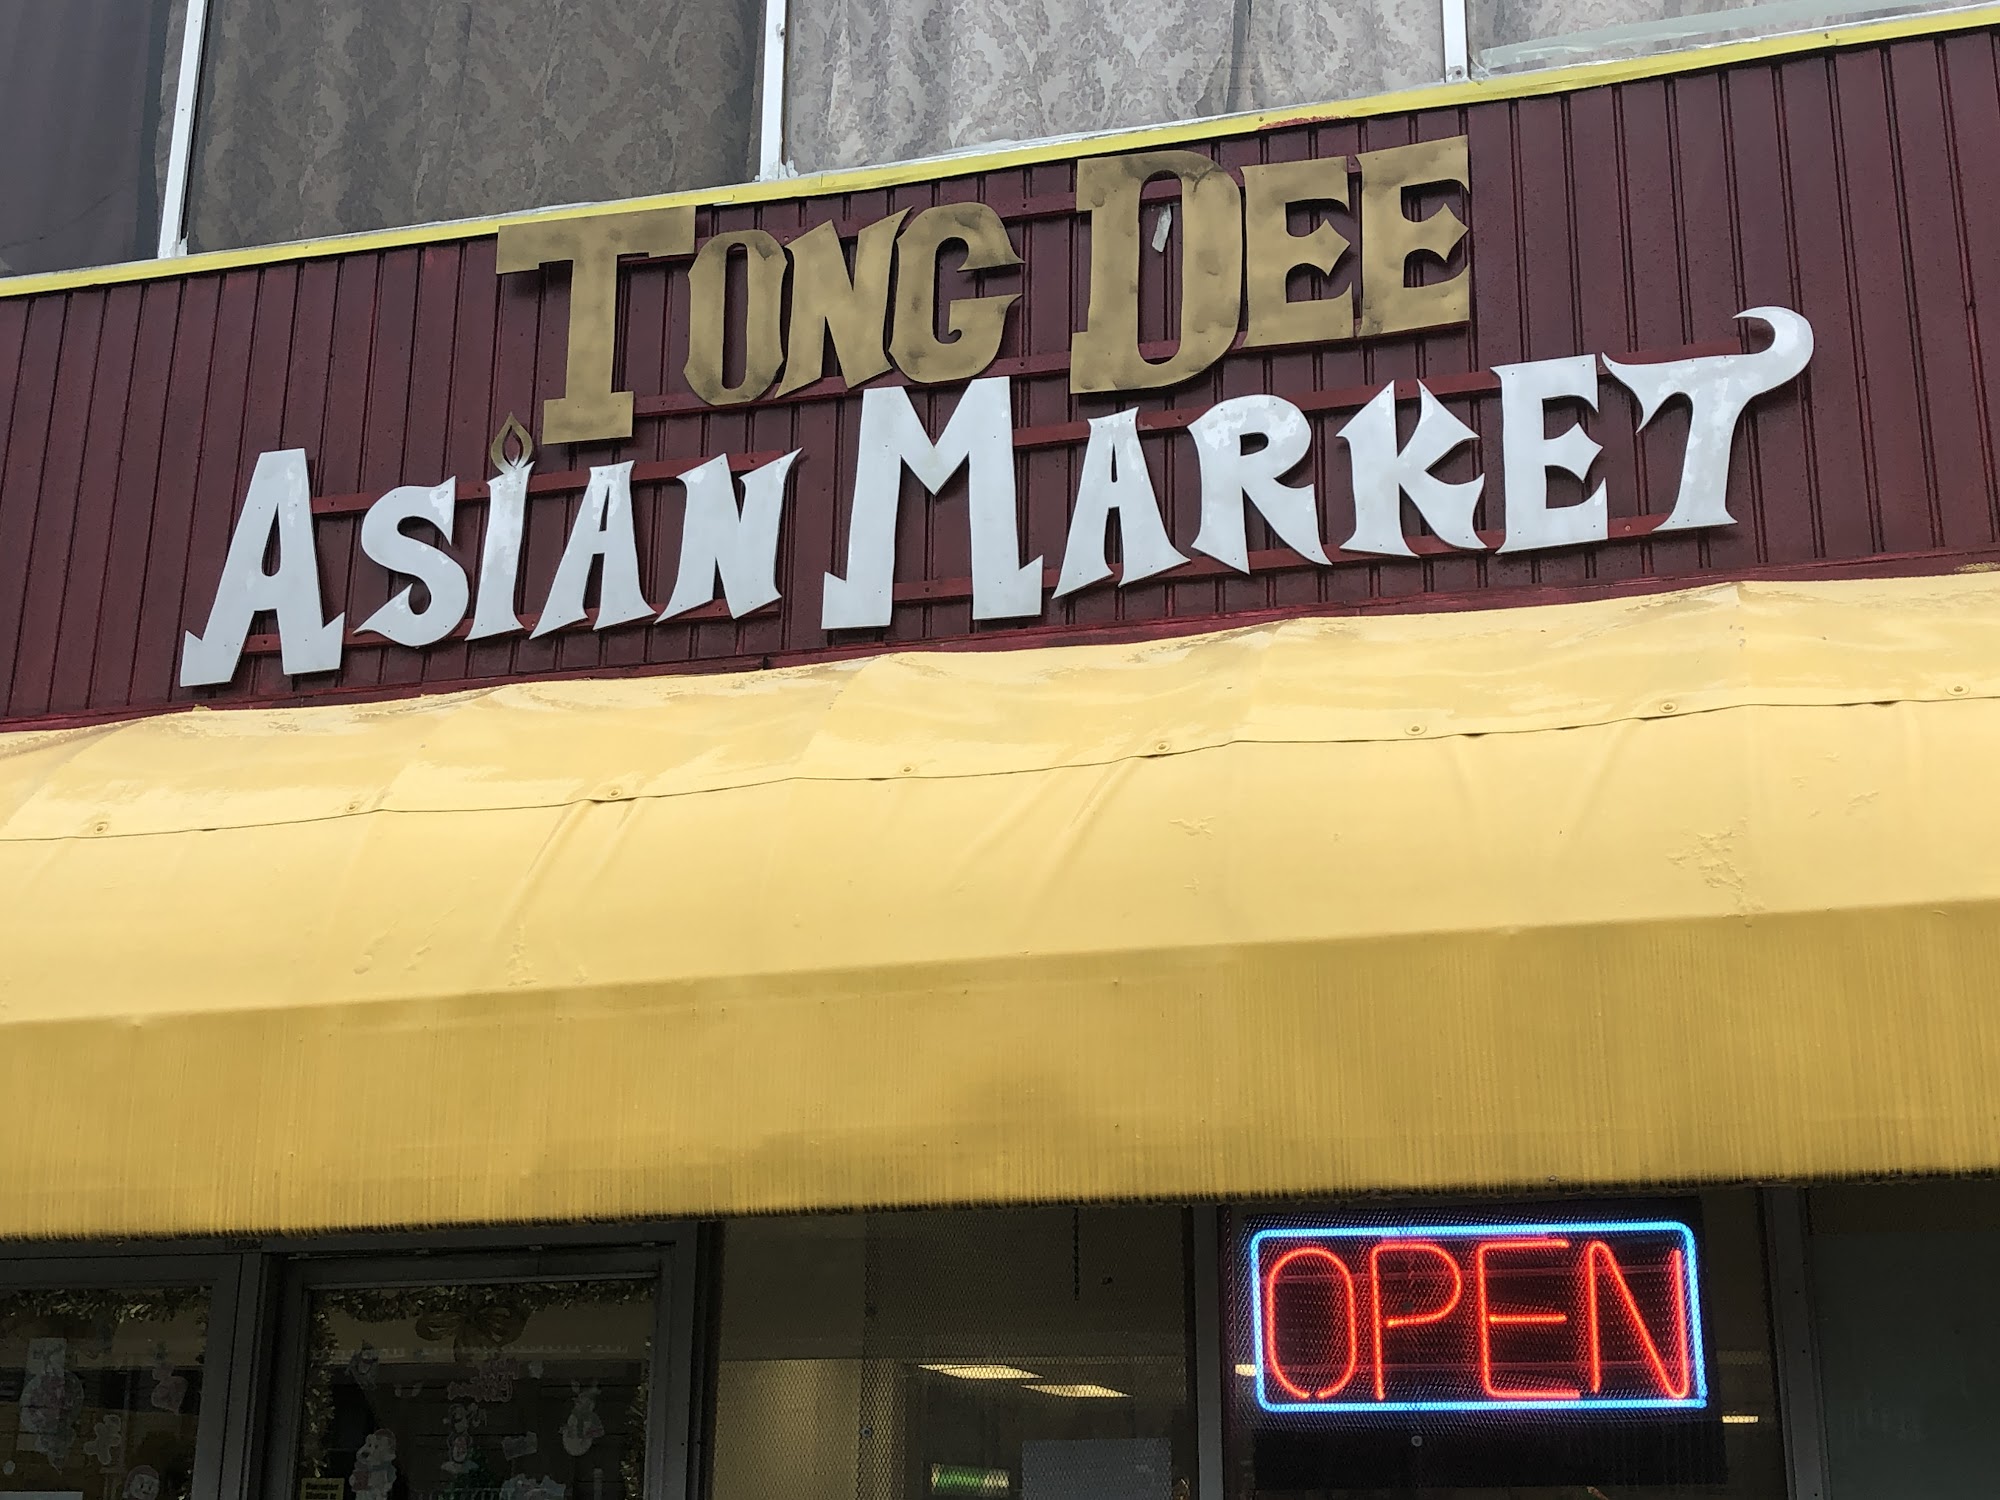 TONG DEE
ASIAN MARKET
OPEN